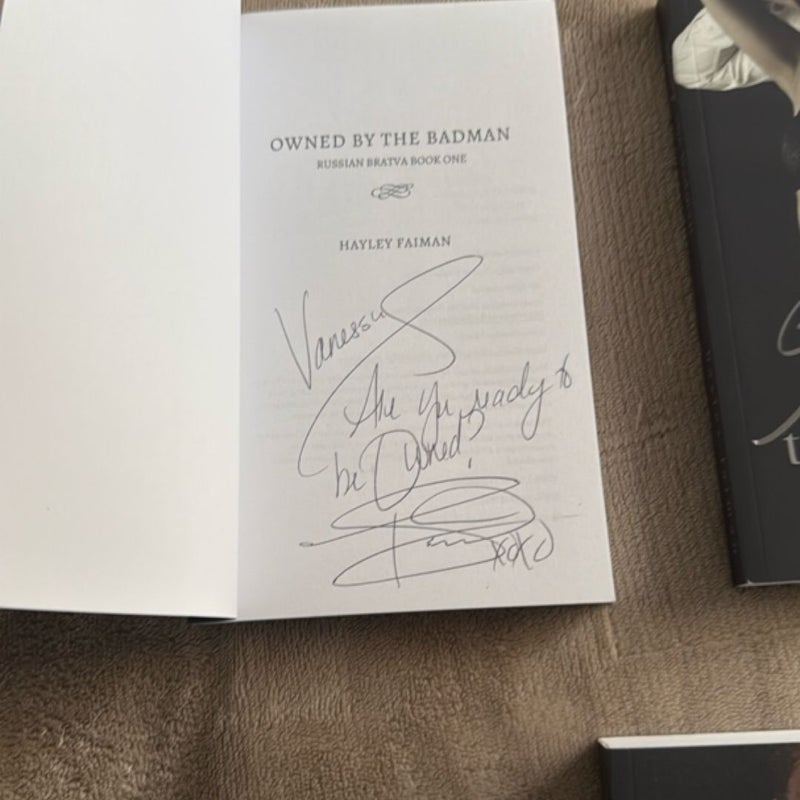 OWNED BY THE BADMAN
RUSSIAN BRATVA BOOK ONE
HAYLEY FAIMAN
Vanessa
Are you ready to
be Owned?
xoxo